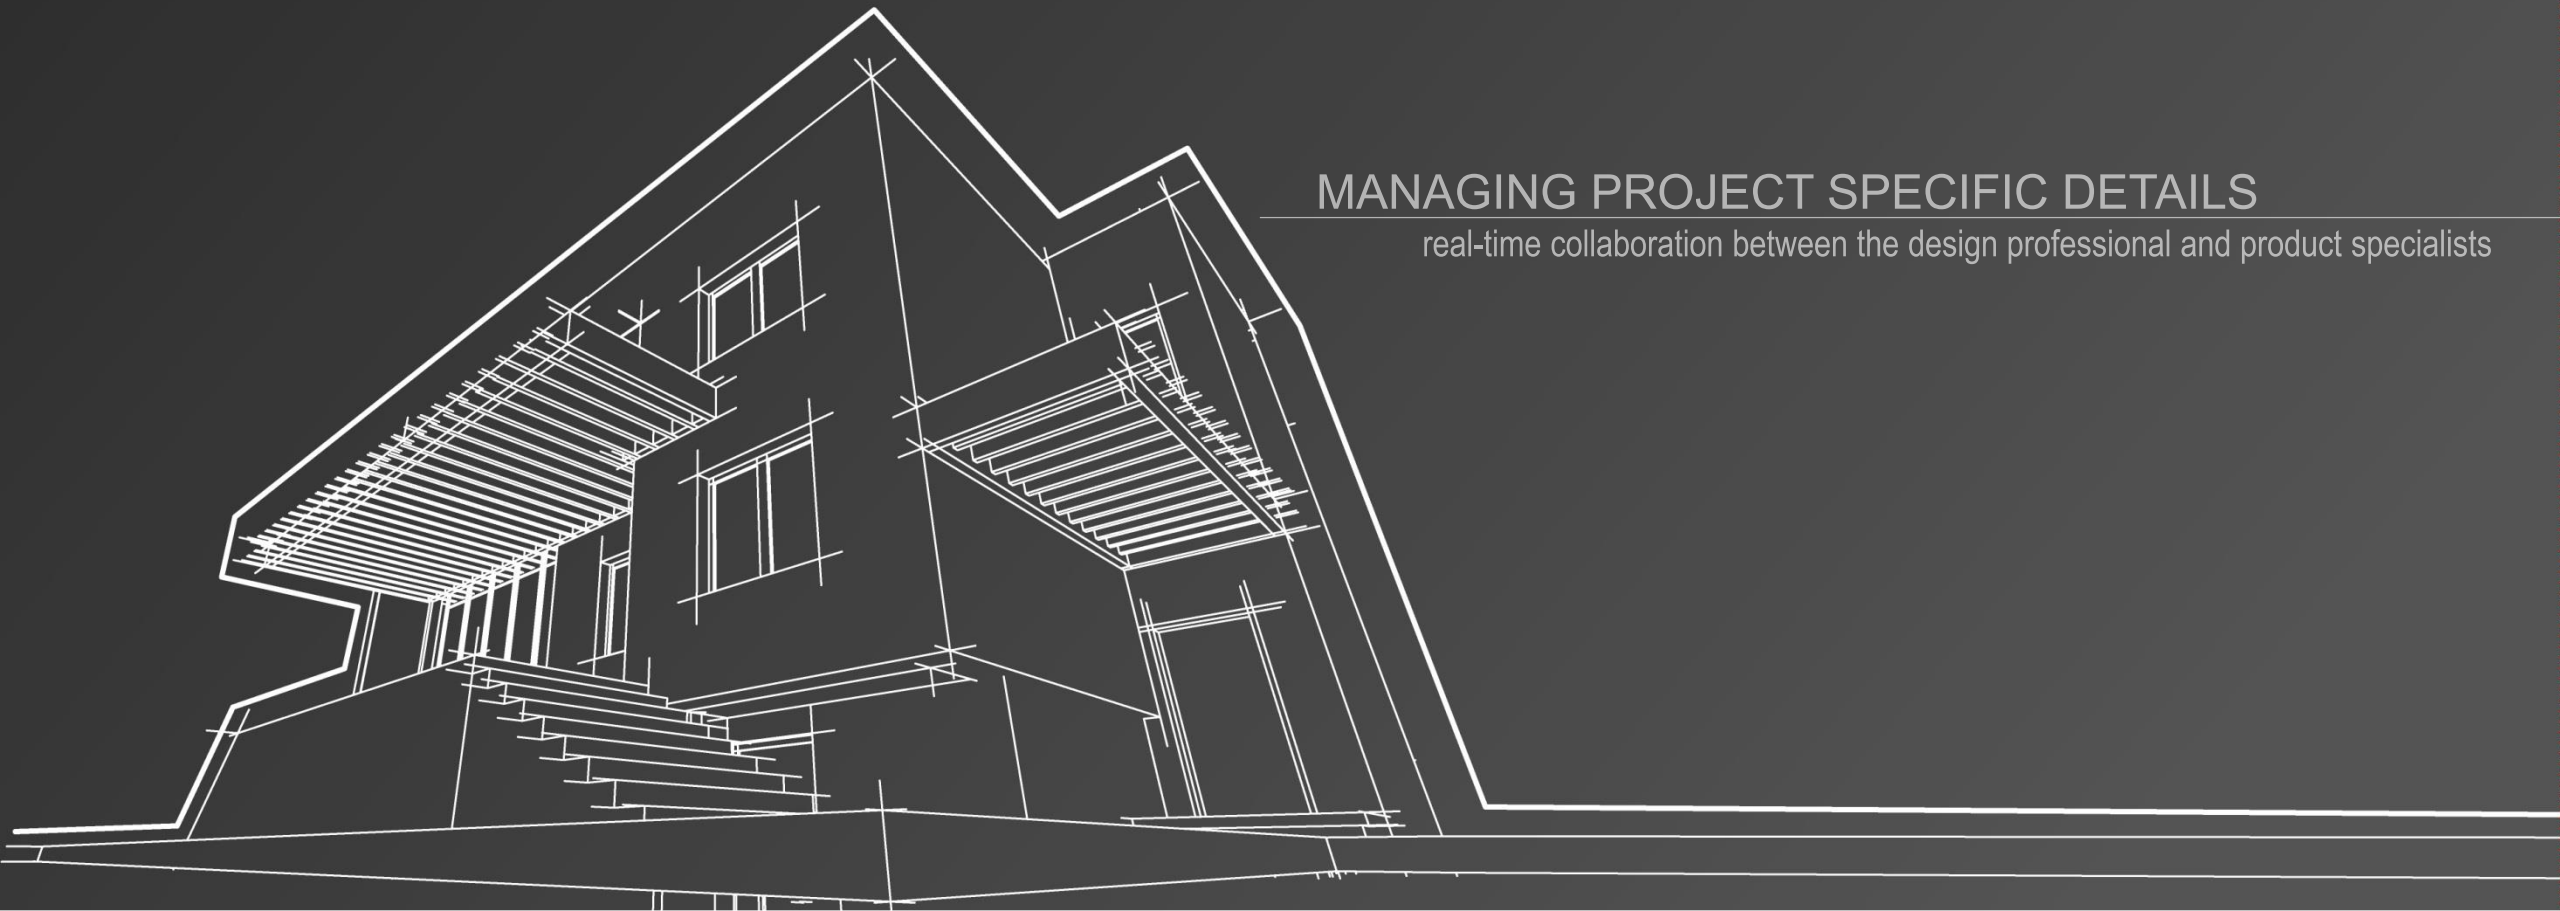 MANAGING PROJECT SPECIFIC DETAILS
real-time collaboration between the design professional and product specialists